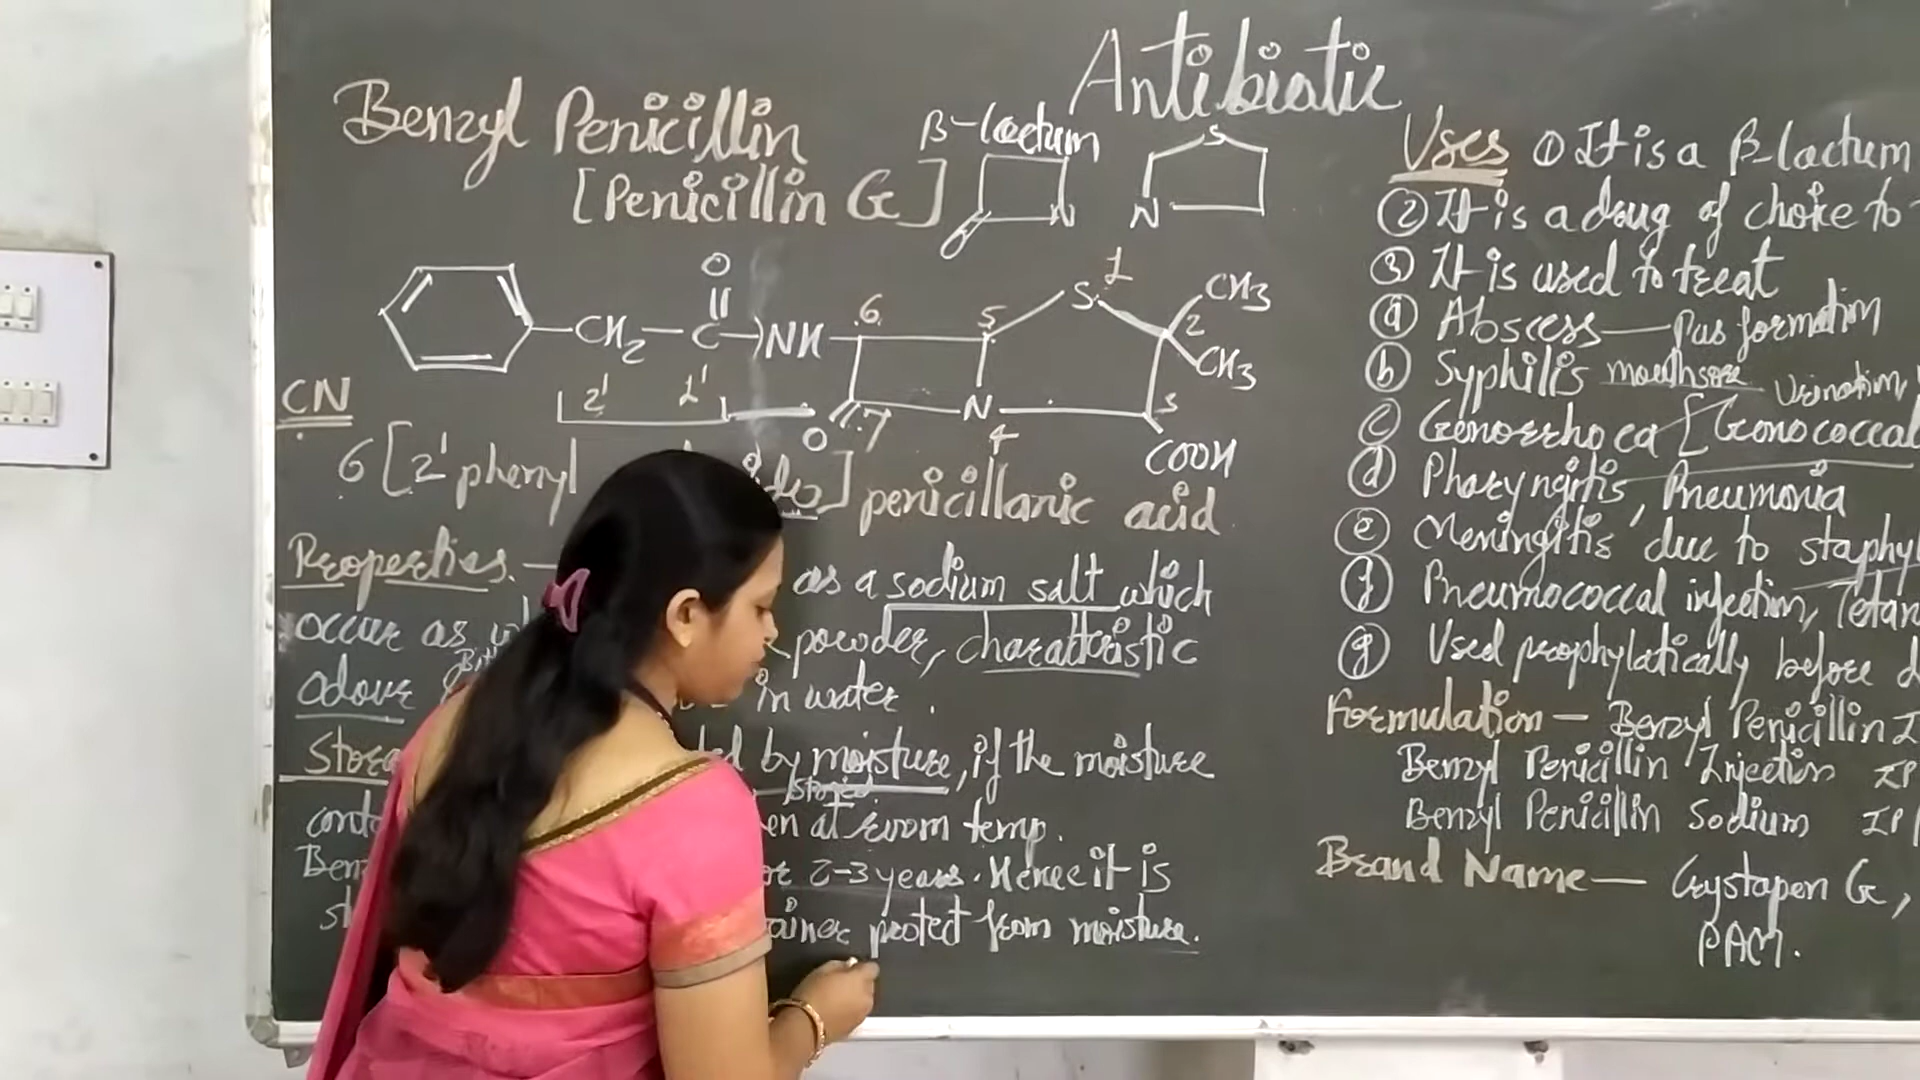 Antibiotic
Benzyl Penicillin
[Penicillin G]
β-lactum
O N
S
N
O
CH2 C NH 6 5 S 1 CH3
2 CH3
2' 1'
O 7 N 4 3
COOH
CN
6 [2' phenyl ido] penicillanic acid
Properties. — as a sodium salt which
occur as powder, charactoristic
Odour in water.
Stora by moisture, if the moisture
stored
at room temp.
2-3 years. Hence it is
protect from moisture.
Uses ① It is a β-lactum
② It is a drug of choice to
③ It is used to treat
ⓐ Abscess — Pus formation
ⓑ Syphilis mouthsore Urination,
ⓒ Genorrhoea [Gonococcal
ⓓ Pharyngitis, Pneumonia
ⓔ Meningitis due to staphyl
ⓕ Pneumococcal injection, Tetan
ⓖ Used prophylatically before d
Formulation — Benzyl Penicillin I
Benzyl Penicillin Injection IP
Benzyl Penicillin Sodium IP
Brand Name — Crystapen G,
PAM.